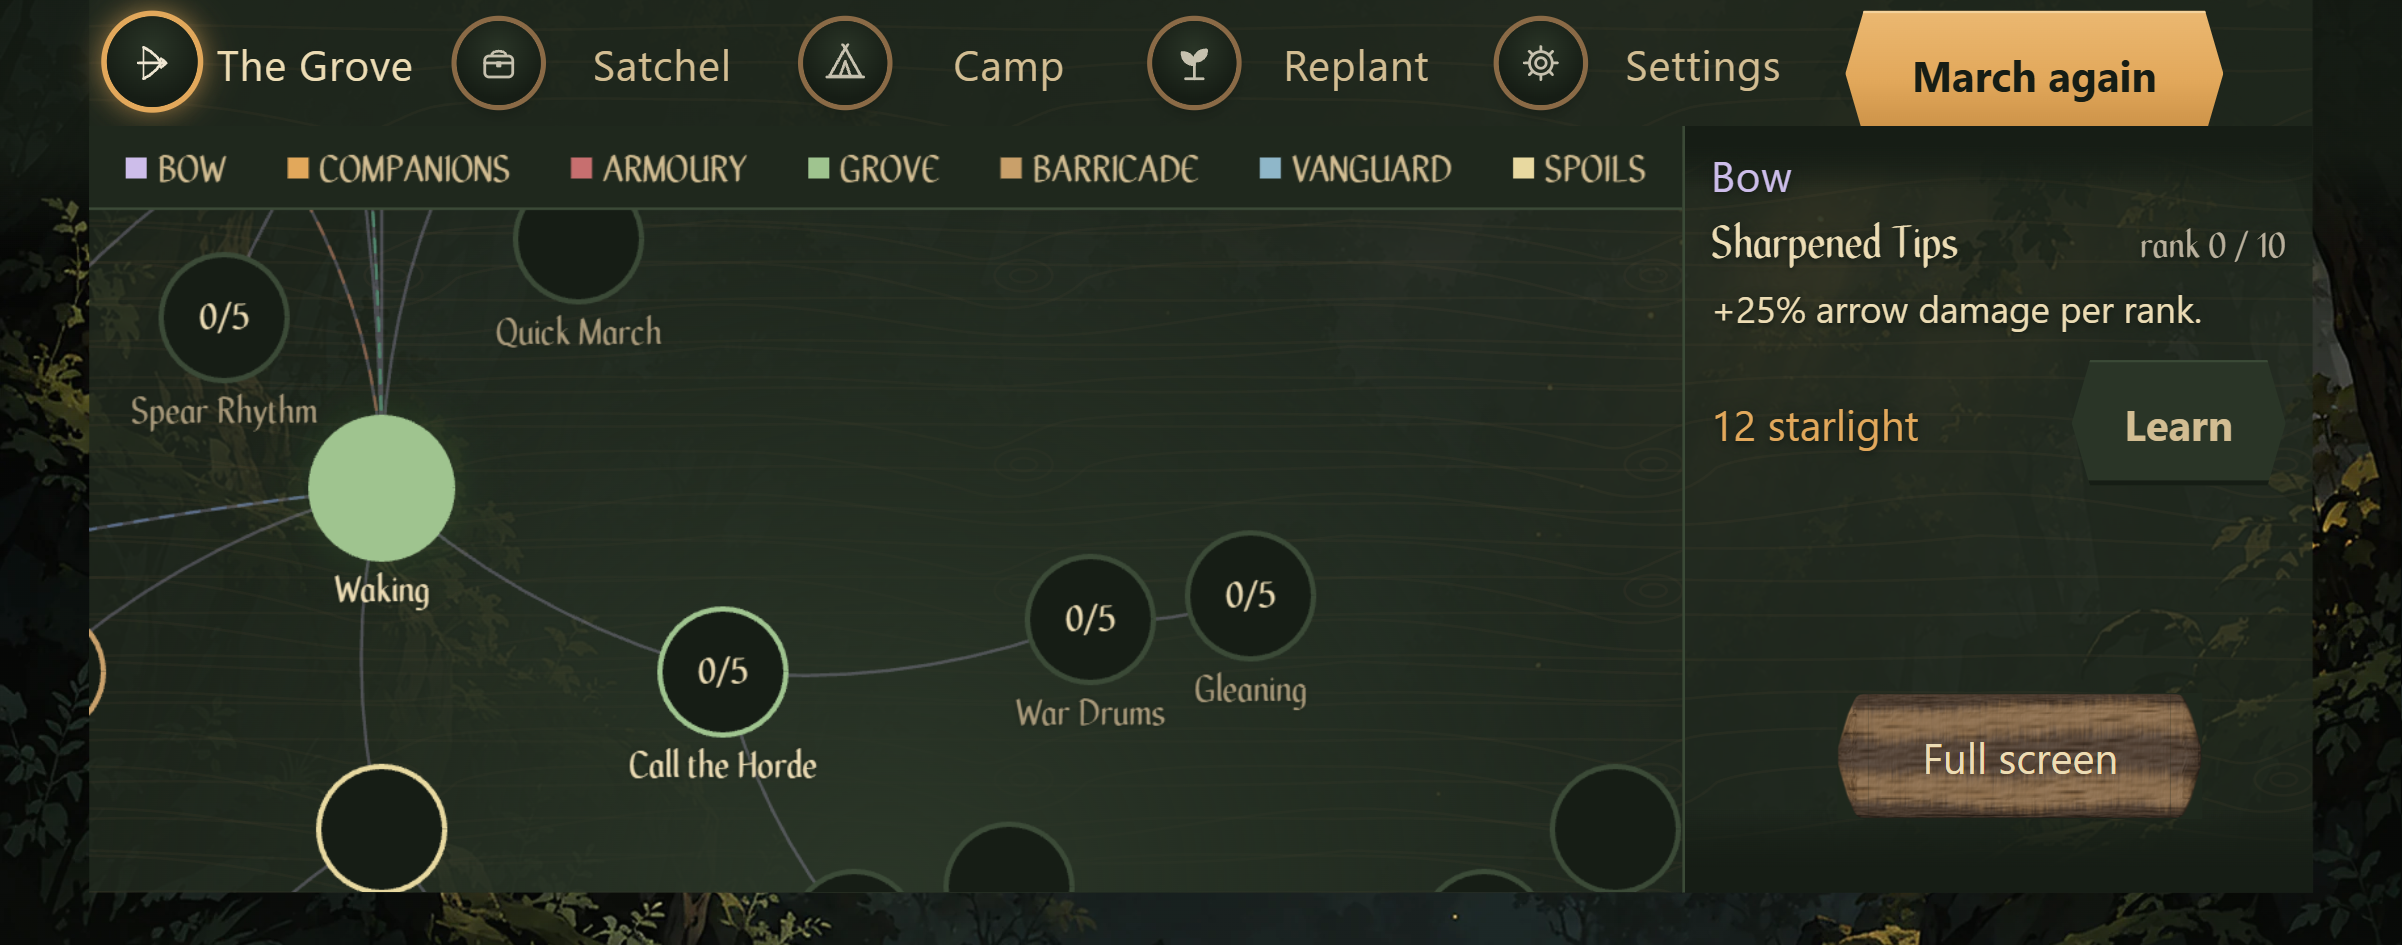 The Grove
Satchel
Camp
Replant
Settings
March again
BOW
COMPANIONS
ARMOURY
GROVE
BARRICADE
VANGUARD
SPOILS
0/5
Spear Rhythm
Quick March
Waking
0/5
Call the Horde
0/5
War Drums
0/5
Gleaning
Bow
Sharpened Tips
rank 0 / 10
+25% arrow damage per rank.
12 starlight
Learn
Full screen